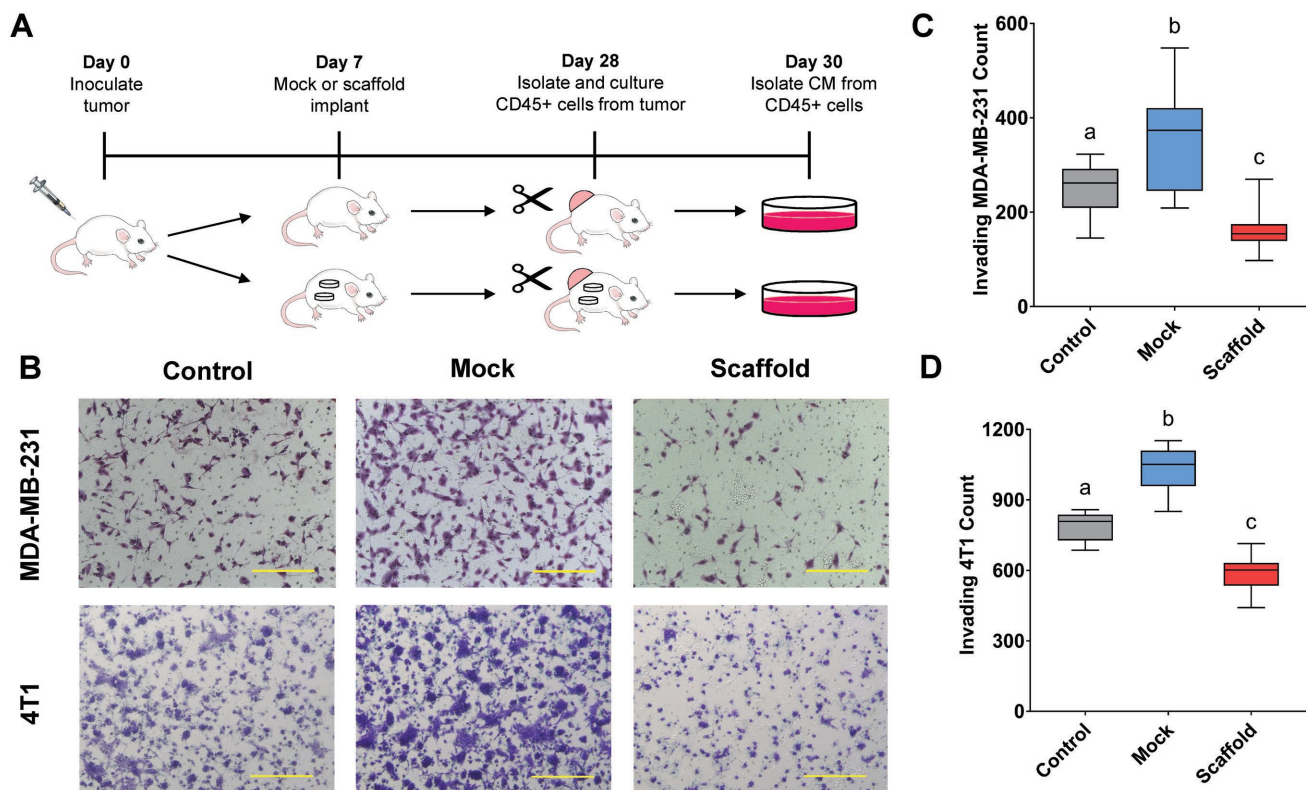 A
Day 0
Inoculate
tumor
Day 7
Mock or scaffold
implant
Day 28
Isolate and culture
CD45+ cells from tumor
Day 30
Isolate CM from
CD45+ cells
B
Control
Mock
Scaffold
MDA-MB-231
4T1
C
Invading MDA-MB-231 Count
600
400
200
0
a
b
c
Control
Mock
Scaffold
D
Invading 4T1 Count
1200
900
600
300
0
a
b
c
Control
Mock
Scaffold